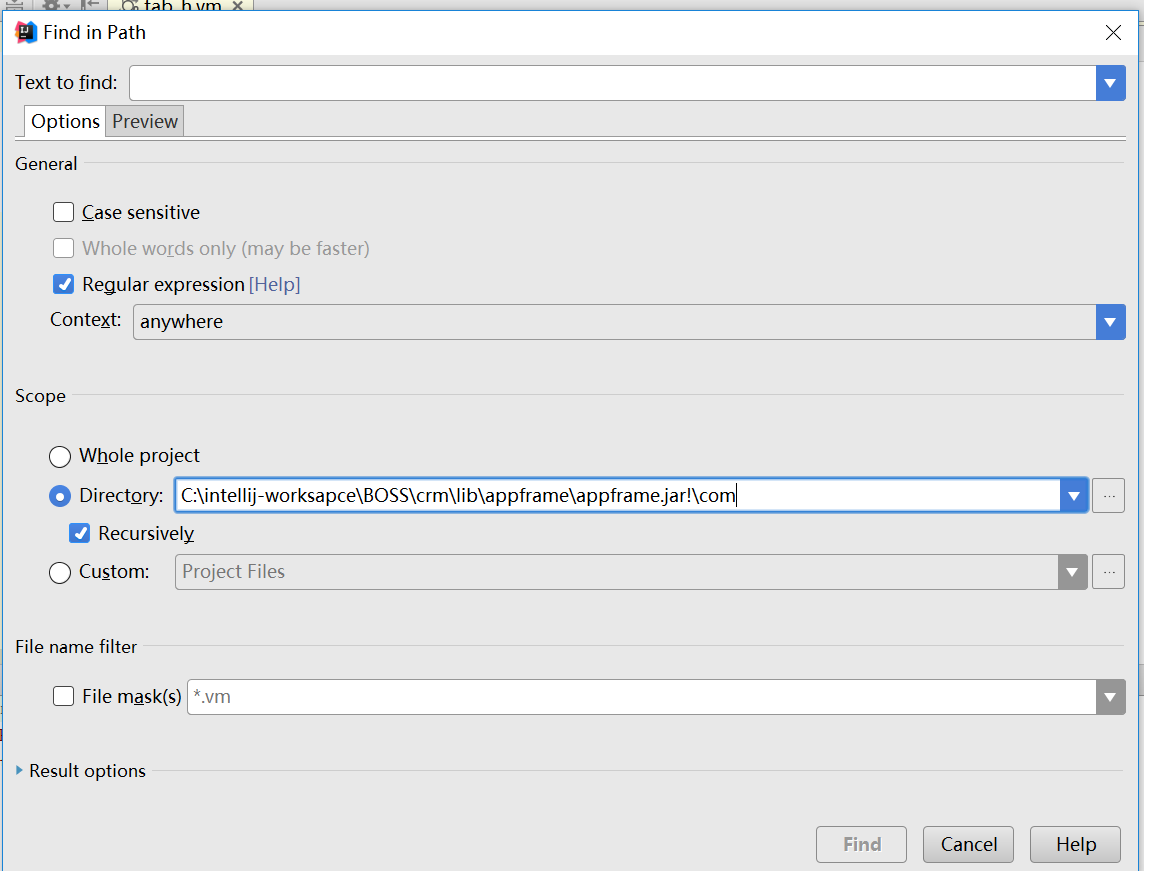 tab_h.vm
Find in Path
Text to find:
Options Preview
General
Case sensitive
Whole words only (may be faster)
Regular expression [Help]
Context: anywhere
Scope
Whole project
Directory: C:\intellij-worksapce\BOSS\crm\lib\appframe\appframe.jar!\com
...
Recursively
Custom: Project Files ...
File name filter
File mask(s) *.vm
Result options
Find Cancel Help